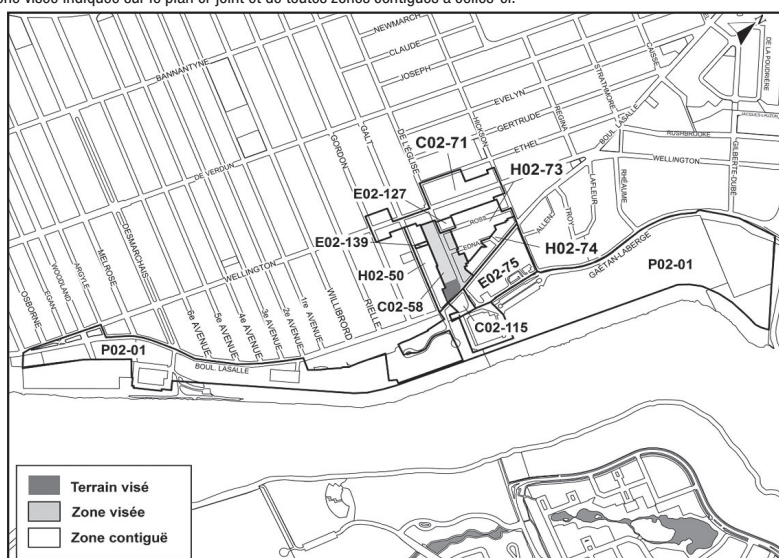 one visée indiquée sur le plan ci-joint et de toutes zones contiguës à celles-ci.
N
NEWMARCH
CLAUDE
JOSEPH
BANNANTYNE
EVELYN
GERTRUDE
ETHEL
HICKSON
REGINA
STRATHMORE
CAISSE
BOUL. LASALLE
DE LA POUDRIÈRE
RUSHBROOKE
WELLINGTON
GILBERTE-DUBÉ
RHÉAUME
LAFLEUR
TROY
ALLEN
DE L'ÉGLISE
GALT
GORDON
DE VERDUN
C02-71
H02-73
E02-127
ROSS
E02-139
H02-74
H02-50
E02-75
GAÉTAN-LABERGE
P02-01
C02-58
C02-115
WELLINGTON
RIELLE
WILLIBRORD
1re AVENUE
2e AVENUE
3e AVENUE
4e AVENUE
5e AVENUE
6e AVENUE
DESMARCHAIS
MELROSE
ARGYLE
WOODLAND
EGAN
OSBORNE
P02-01
BOUL. LASALLE
Terrain visé
Zone visée
Zone contiguë